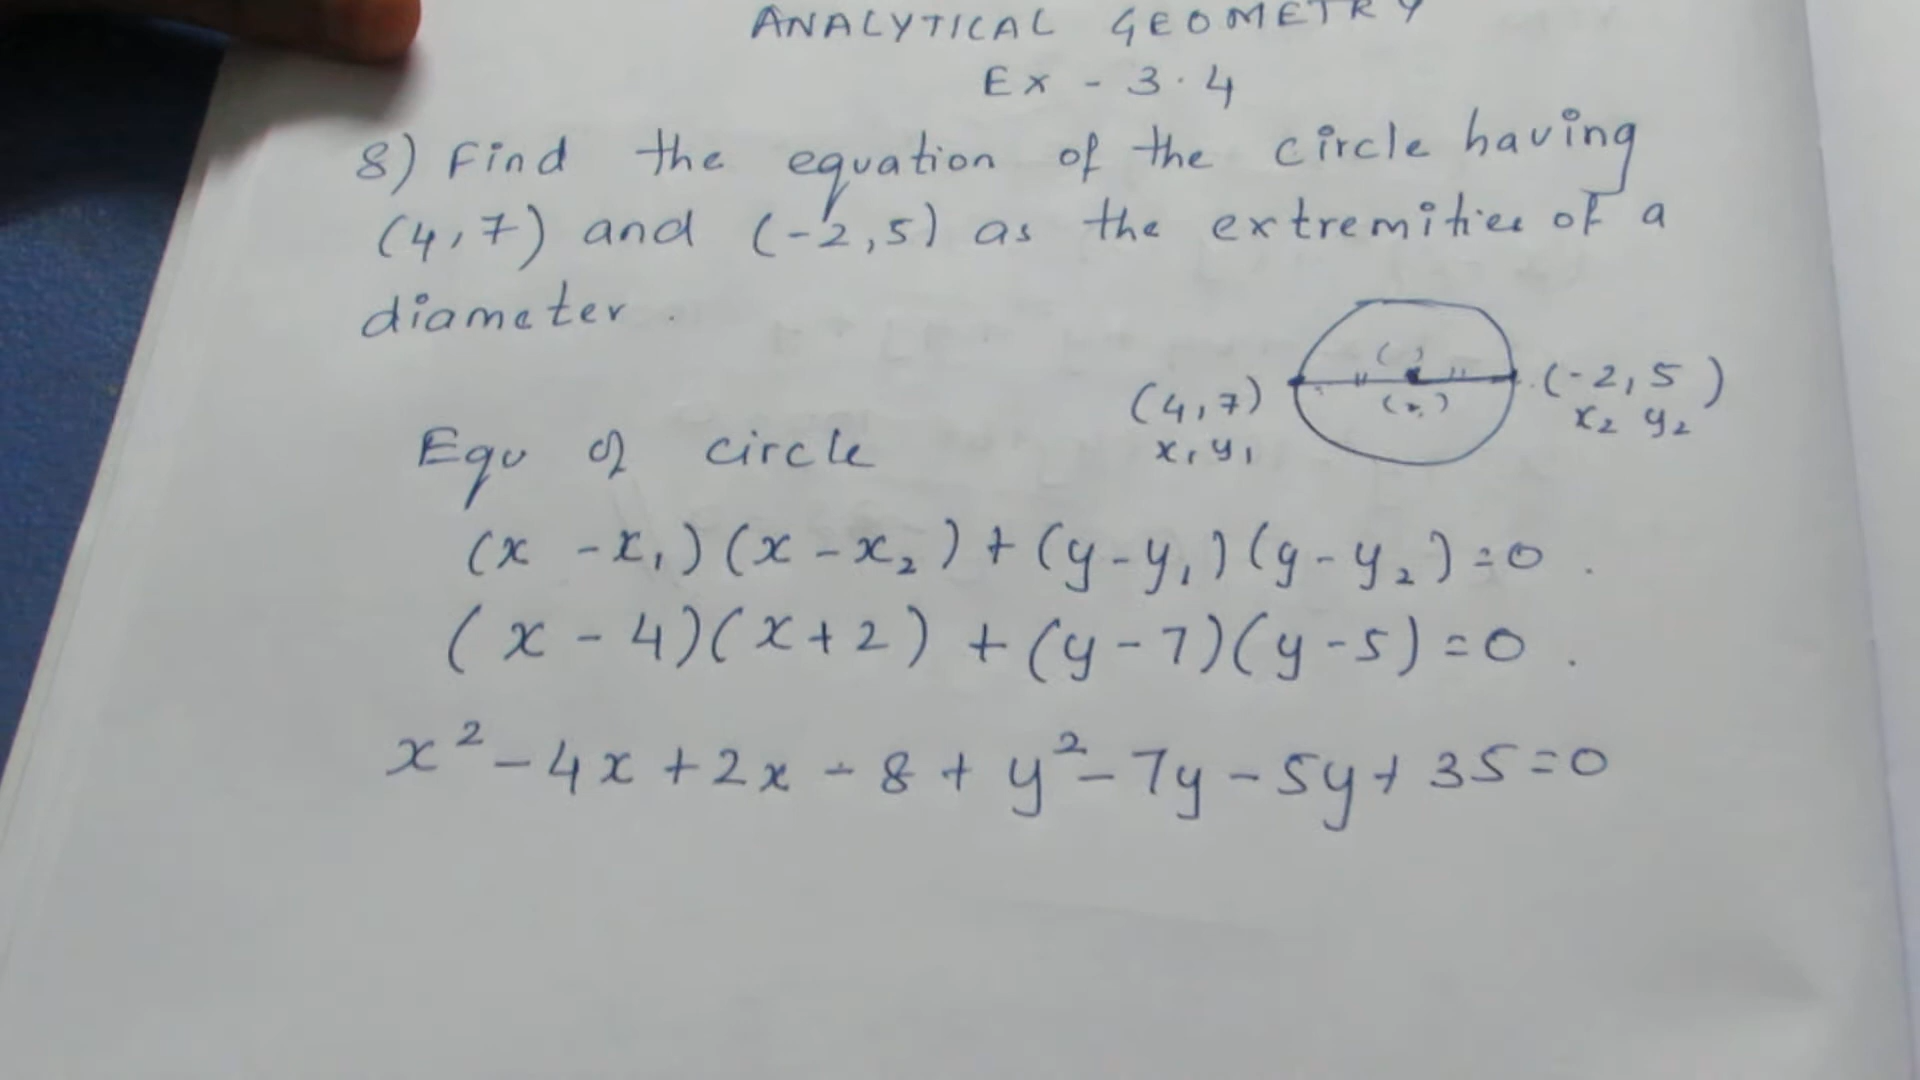 ANALYTICAL GEOMETRY
Ex - 3.4
8) Find the equation of the circle having
(4,7) and (-2,5) as the extremities of a
diameter.
(4,7)
x₁ y₁
(-2,5)
x₂ y₂
Equ of circle
(x - x₁)(x - x₂) + (y - y₁)(y - y₂) = 0.
(x - 4)(x + 2) + (y - 7)(y - 5) = 0.
x² - 4x + 2x - 8 + y² - 7y - 5y + 35 = 0